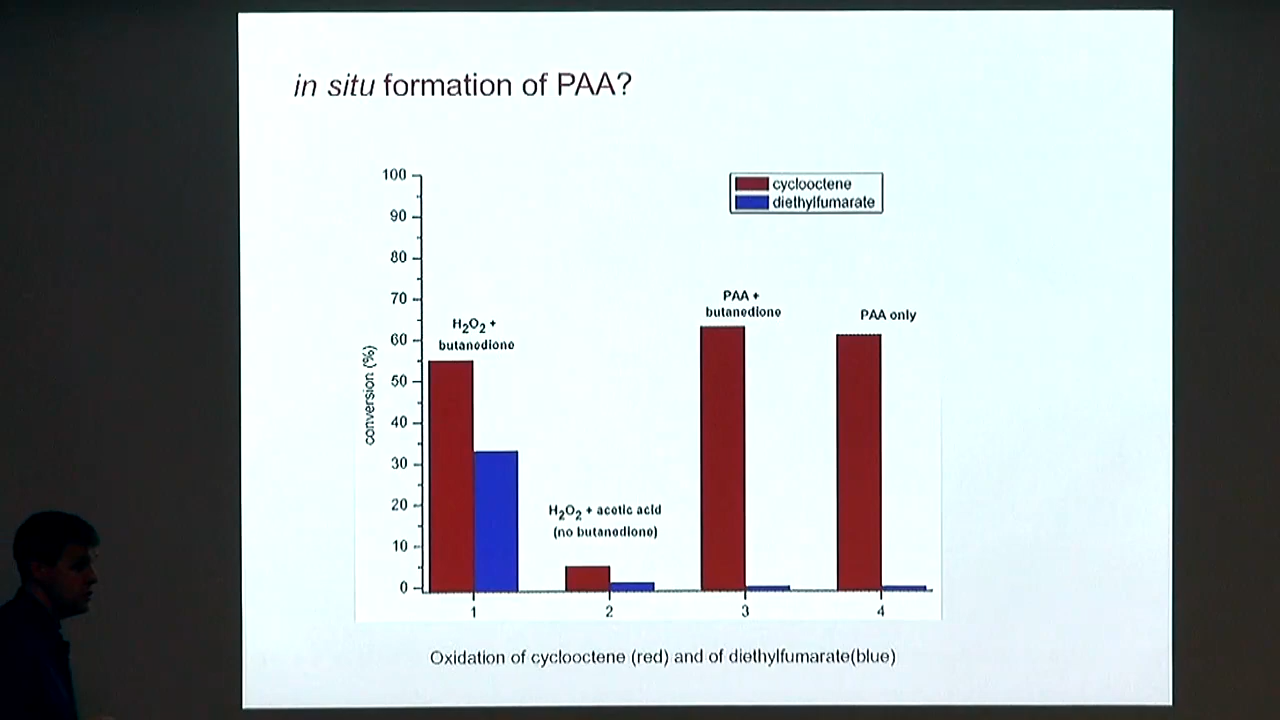 in situ formation of PAA?
100
90
80
70
60
50
40
30
20
10
0
conversion (%)
cyclooctene
diethylfumarate
H2O2 +
butanedione
H2O2 + acetic acid
(no butanedione)
PAA +
butanedione
PAA only
1
2
3
4
Oxidation of cyclooctene (red) and of diethylfumarate(blue)